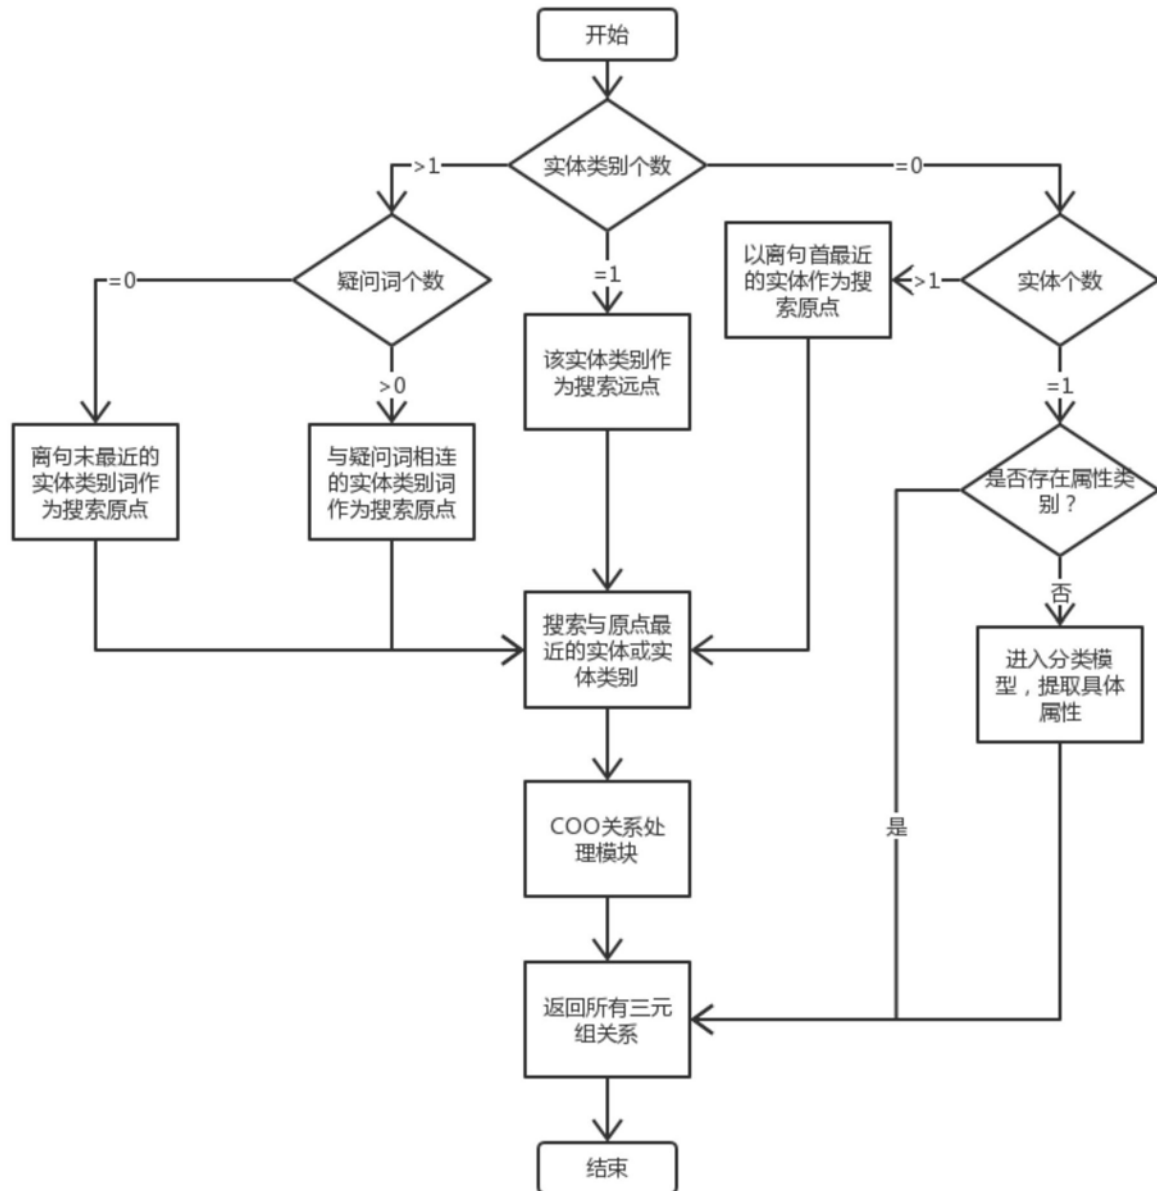 开始
实体类别个数
>1
=0
=1
疑问词个数
以离句首最近
的实体作为搜
索原点
>1
实体个数
=0
>0
该实体类别作
为搜索远点
=1
离句末最近的
实体类别词作
为搜索原点
与疑问词相连
的实体类别词
作为搜索原点
是否存在属性类
别？
否
搜索与原点最
近的实体或实
体类别
进入分类模
型，提取具体
属性
COO关系处
理模块
是
返回所有三元
组关系
结束